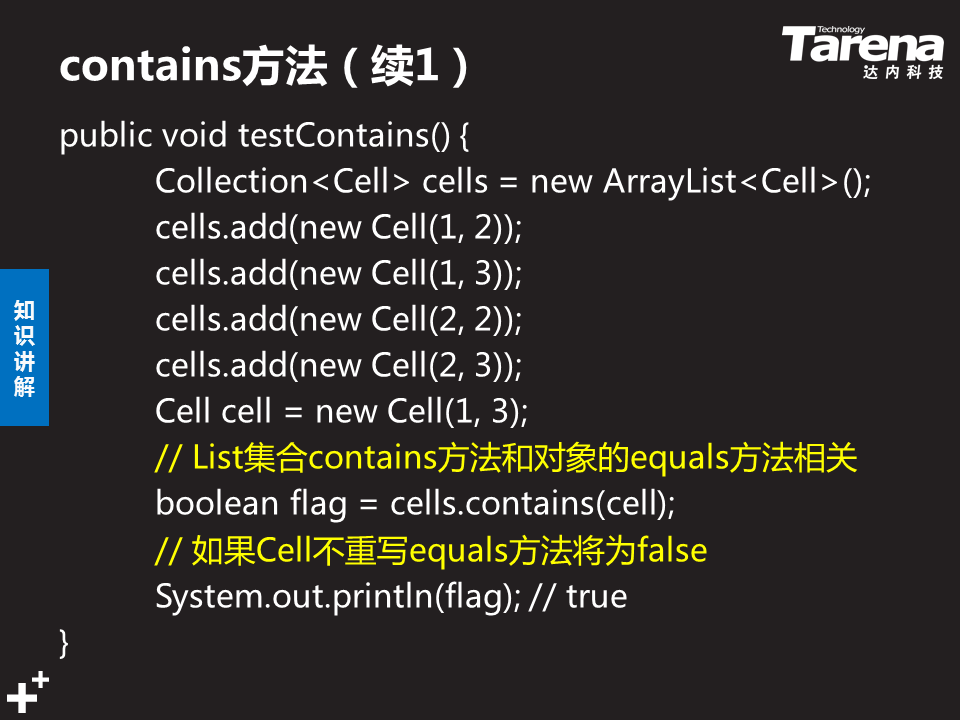 contains方法（续1）
Technology
Tarena
达内科技
public void testContains() {
Collection<Cell> cells = new ArrayList<Cell>();
cells.add(new Cell(1, 2));
cells.add(new Cell(1, 3));
cells.add(new Cell(2, 2));
cells.add(new Cell(2, 3));
Cell cell = new Cell(1, 3);
// List集合contains方法和对象的equals方法相关
boolean flag = cells.contains(cell);
// 如果Cell不重写equals方法将为false
System.out.println(flag); // true
}
知识讲解